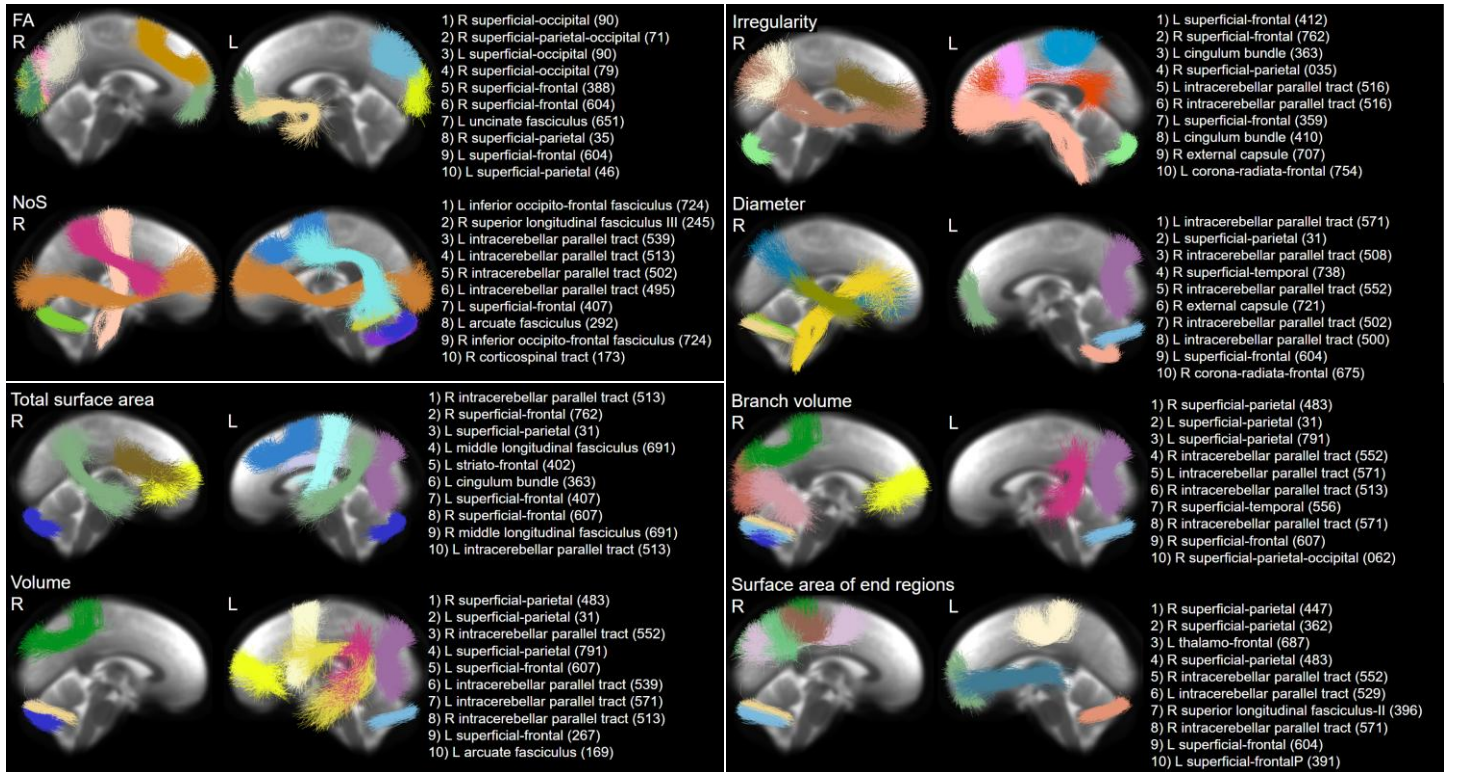 FA
R
L
1) R superficial-occipital (90)
2) R superficial-parietal-occipital (71)
3) L superficial-occipital (90)
4) R superficial-occipital (79)
5) R superficial-frontal (388)
6) R superficial-frontal (604)
7) L uncinate fasciculus (651)
8) R superficial-parietal (35)
9) L superficial-frontal (604)
10) L superficial-parietal (46)
NoS
R
1) L inferior occipito-frontal fasciculus (724)
2) R superior longitudinal fasciculus III (245)
3) L intracerebellar parallel tract (539)
4) L intracerebellar parallel tract (513)
5) R intracerebellar parallel tract (502)
6) L intracerebellar parallel tract (495)
7) L superficial-frontal (407)
8) L arcuate fasciculus (292)
9) R inferior occipito-frontal fasciculus (724)
10) R corticospinal tract (173)
Irregularity
R
L
1) L superficial-frontal (412)
2) R superficial-frontal (762)
3) L cingulum bundle (363)
4) R superficial-parietal (035)
5) L intracerebellar parallel tract (516)
6) R intracerebellar parallel tract (516)
7) L superficial-frontal (359)
8) L cingulum bundle (410)
9) R external capsule (707)
10) L corona-radiata-frontal (754)
Diameter
R
L
1) L intracerebellar parallel tract (571)
2) L superficial-parietal (31)
3) R intracerebellar parallel tract (508)
4) R superficial-temporal (738)
5) R intracerebellar parallel tract (552)
6) R external capsule (721)
7) R intracerebellar parallel tract (502)
8) L intracerebellar parallel tract (500)
9) L superficial-frontal (604)
10) R corona-radiata-frontal (675)
Total surface area
R
L
1) R intracerebellar parallel tract (513)
2) R superficial-frontal (762)
3) L superficial-parietal (31)
4) L middle longitudinal fasciculus (691)
5) L striato-frontal (402)
6) L cingulum bundle (363)
7) L superficial-frontal (407)
8) R superficial-frontal (607)
9) R middle longitudinal fasciculus (691)
10) L intracerebellar parallel tract (513)
Volume
R
L
1) R superficial-parietal (483)
2) L superficial-parietal (31)
3) R intracerebellar parallel tract (552)
4) L superficial-parietal (791)
5) L superficial-frontal (607)
6) L intracerebellar parallel tract (539)
7) L intracerebellar parallel tract (571)
8) R intracerebellar parallel tract (513)
9) L superficial-frontal (267)
10) L arcuate fasciculus (169)
Branch volume
R
L
1) R superficial-parietal (483)
2) L superficial-parietal (31)
3) L superficial-parietal (791)
4) R intracerebellar parallel tract (552)
5) L intracerebellar parallel tract (571)
6) R intracerebellar parallel tract (513)
7) R superficial-temporal (556)
8) R intracerebellar parallel tract (571)
9) R superficial-frontal (607)
10) R superficial-parietal-occipital (062)
Surface area of end regions
R
L
1) R superficial-parietal (447)
2) R superficial-parietal (362)
3) L thalamo-frontal (687)
4) R superficial-parietal (483)
5) R intracerebellar parallel tract (552)
6) L intracerebellar parallel tract (529)
7) R superior longitudinal fasciculus-II (396)
8) R intracerebellar parallel tract (571)
9) L superficial-frontal (604)
10) L superficial-frontalP (391)